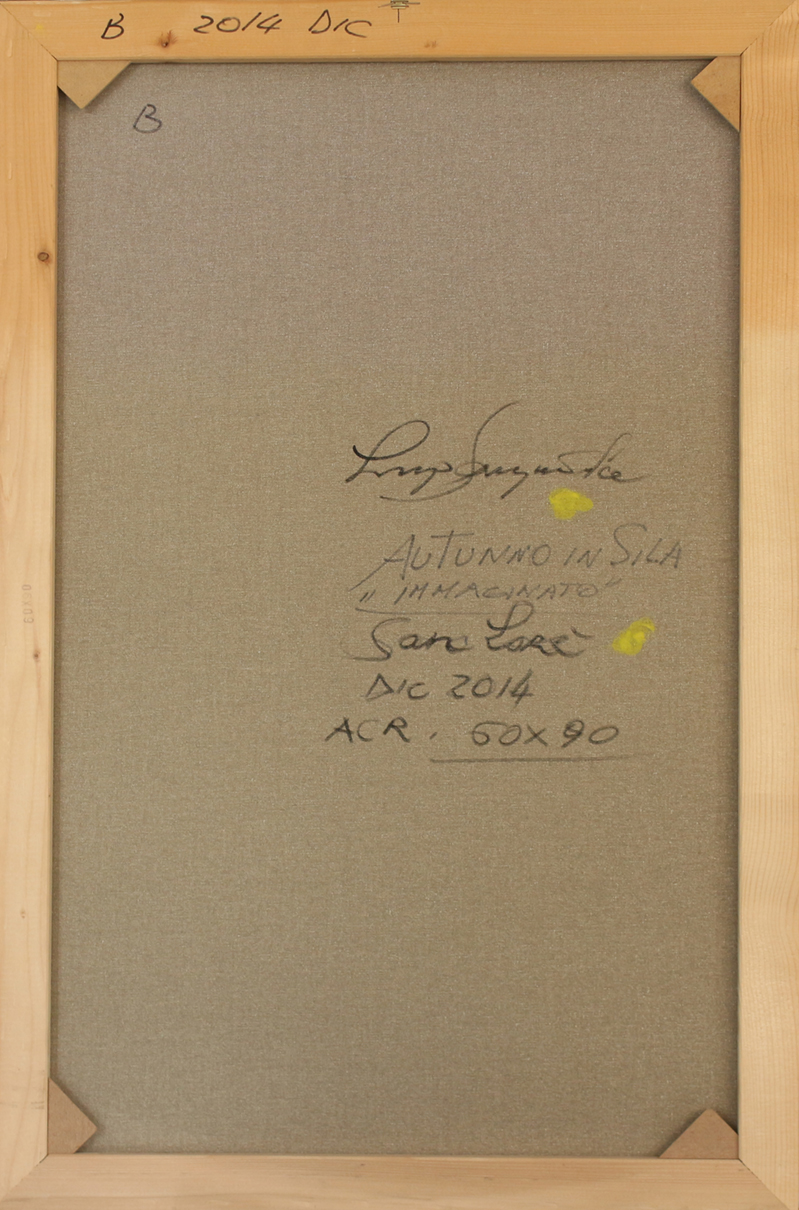 B 2014 DIC
B
AUTUNNO IN SILA
"IMMAGINATO"
DIC 2014
ACR. 60X90